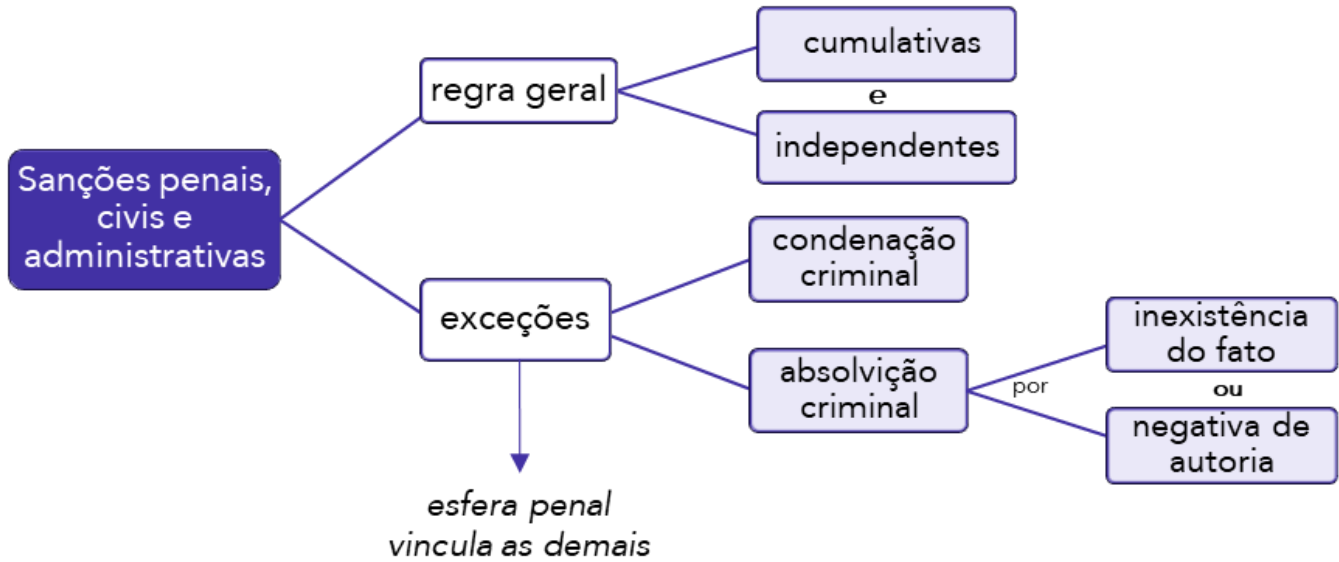 Sanções penais,
civis e
administrativas
regra geral
cumulativas
e
independentes
exceções
condenação
criminal
absolvição
criminal
por
inexistência
do fato
ou
negativa de
autoria
esfera penal
vincula as demais